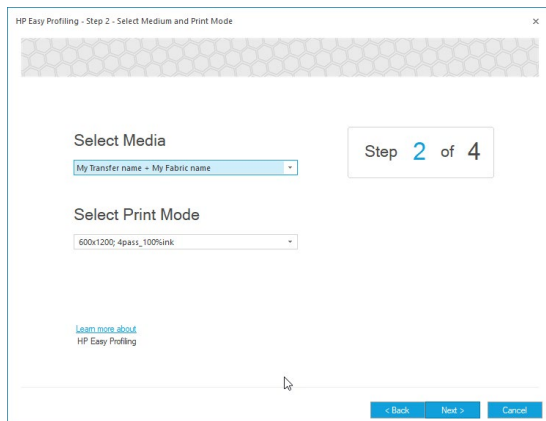 HP Easy Profiling - Step 2 - Select Medium and Print Mode
Select Media
My Transfer name + My Fabric name
Step 2 of 4
Select Print Mode
600x1200; 4pass_100%ink
Learn more about
HP Easy Profiling
< Back Next > Cancel